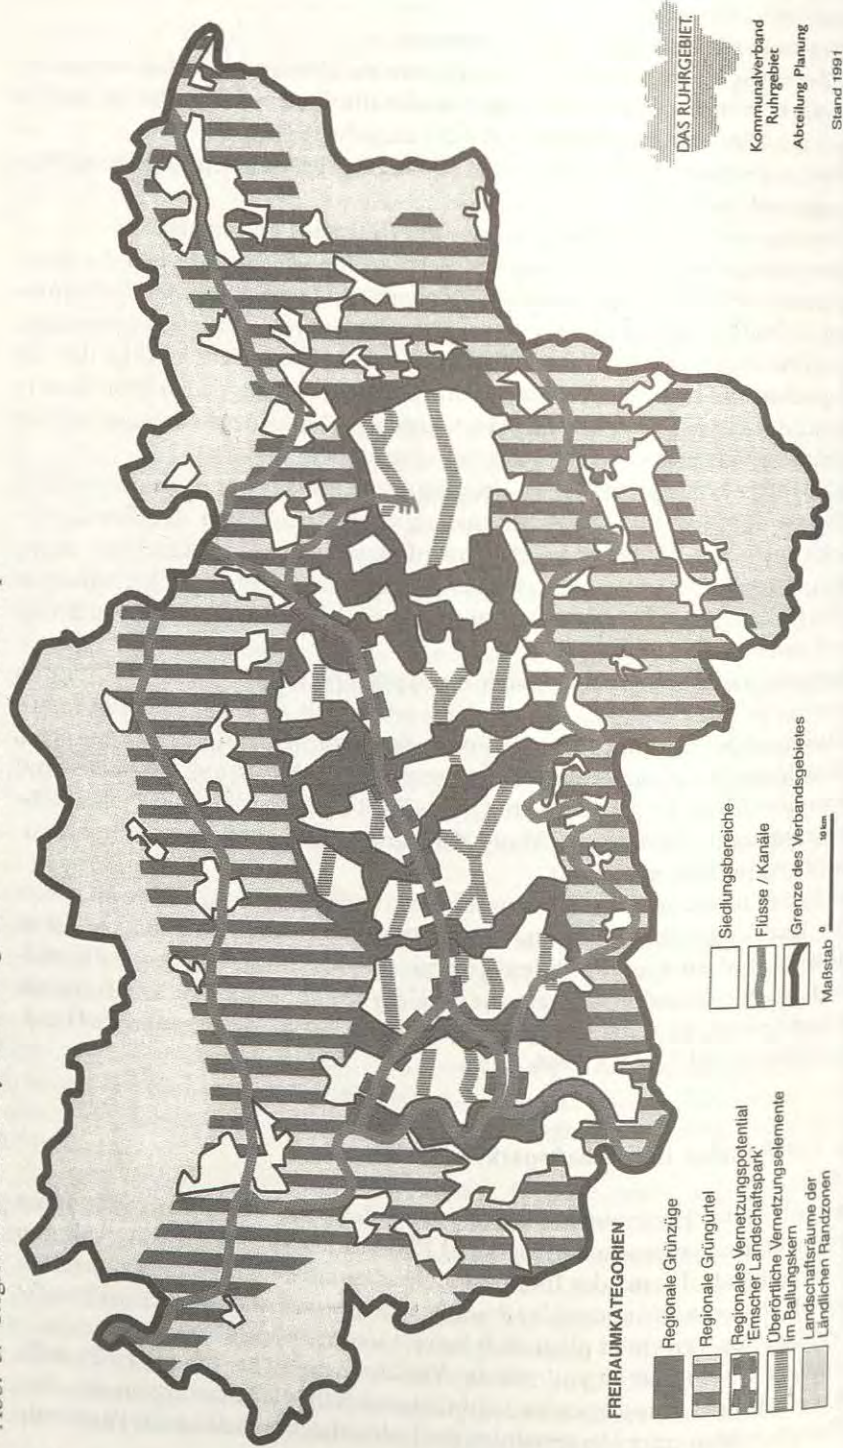 DAS RUHRGEBIET.
Kommunalverband
Ruhrgebiet
Abteilung Planung
Stand 1991
FREIRAUMKATEGORIEN
Regionale Grünzüge
Regionale Grüngürtel
Regionales Vernetzungspotential
'Emscher Landschaftspark'
Überörtliche Vernetzungselemente
im Ballungskern
Landschaftsräume der
Ländlichen Randzonen
Siedlungsbereiche
Flüsse / Kanäle
Grenze des Verbandsgebietes
Maßstab 0 10 km